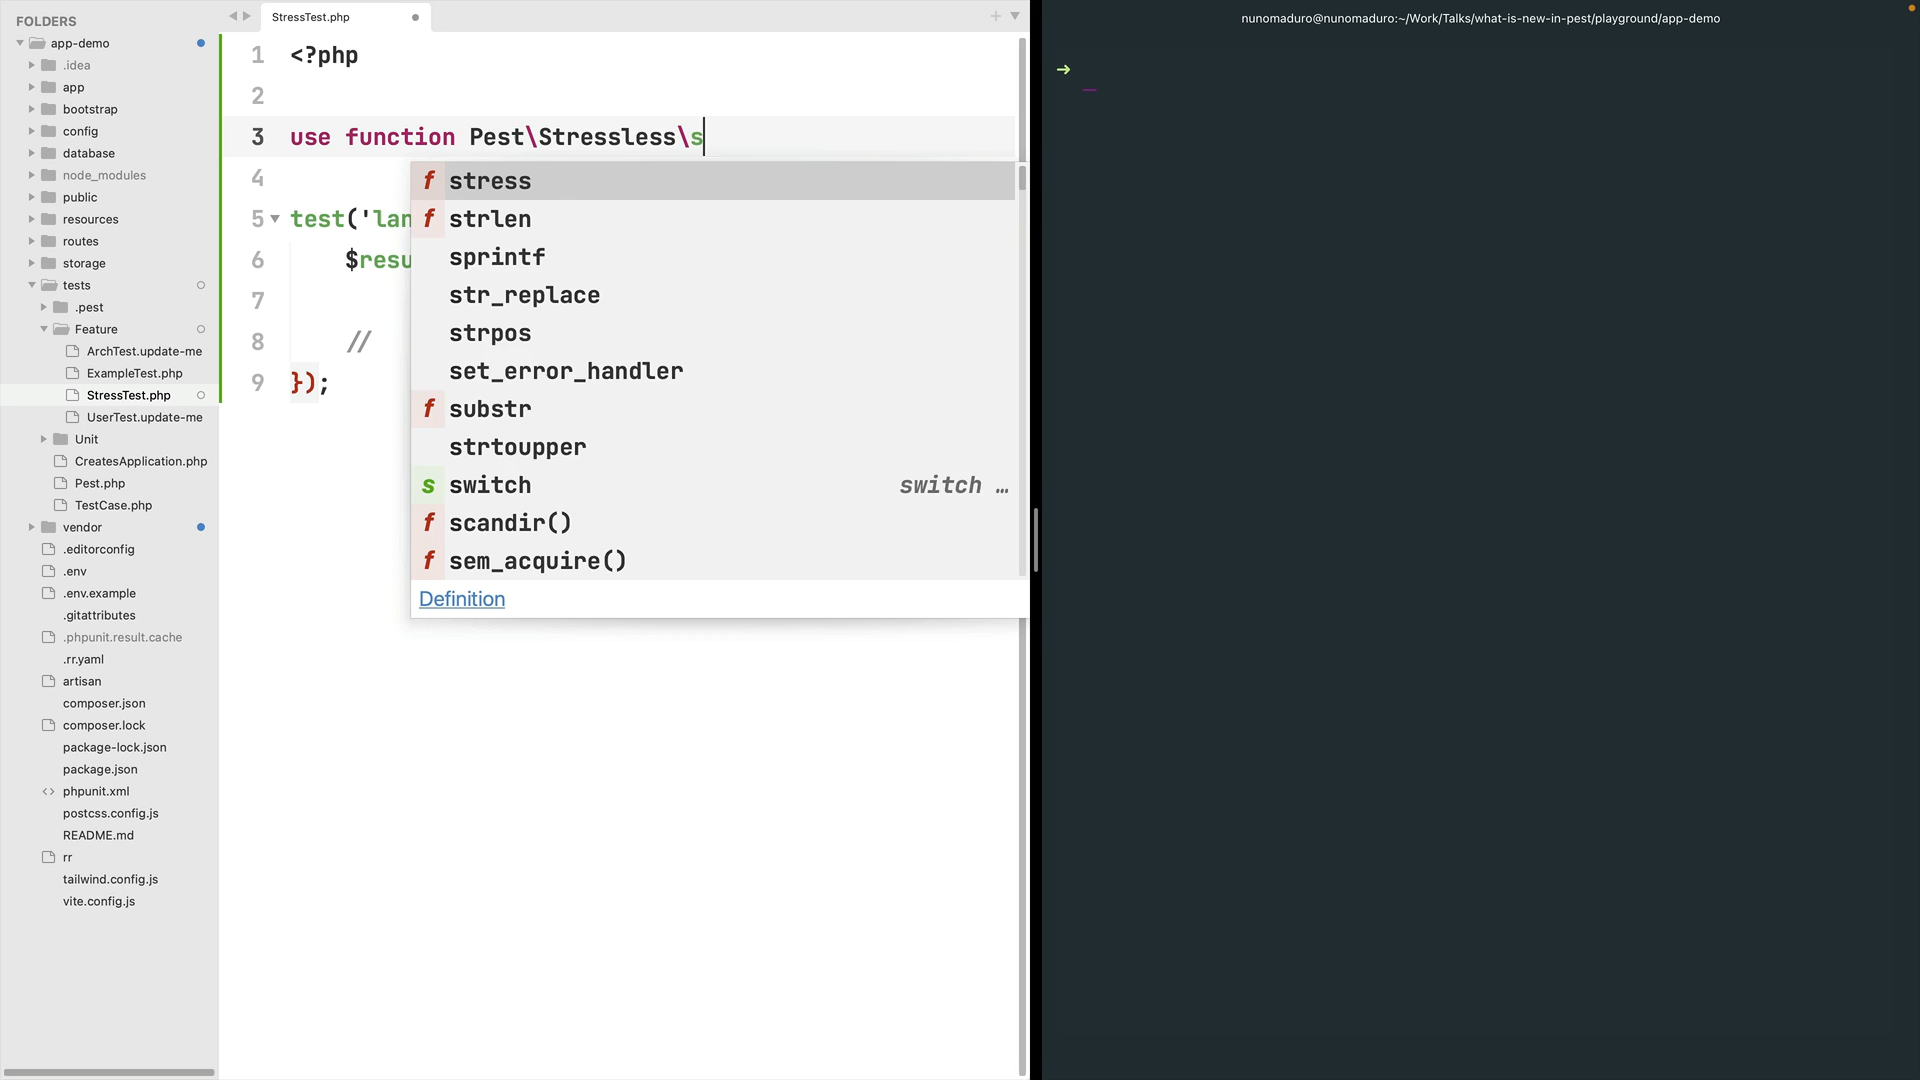 FOLDERS
app-demo
.idea
app
bootstrap
config
database
node_modules
public
resources
routes
storage
tests
.pest
Feature
ArchTest.update-me
ExampleTest.php
StressTest.php
UserTest.update-me
Unit
CreatesApplication.php
Pest.php
TestCase.php
vendor
.editorconfig
.env
.env.example
.gitattributes
.phpunit.result.cache
.rr.yaml
artisan
composer.json
composer.lock
package-lock.json
package.json
<> phpunit.xml
postcss.config.js
README.md
rr
tailwind.config.js
vite.config.js
StressTest.php
1 <?php
2
3 use function Pest\Stressless\s
4
5 test('lan
6 $resu
7
8 //
9 });
f stress
f strlen
sprintf
str_replace
strpos
set_error_handler
f substr
strtoupper
s switch switch …
f scandir()
f sem_acquire()
Definition
nunomaduro@nunomaduro:~/Work/Talks/what-is-new-in-pest/playground/app-demo
➜